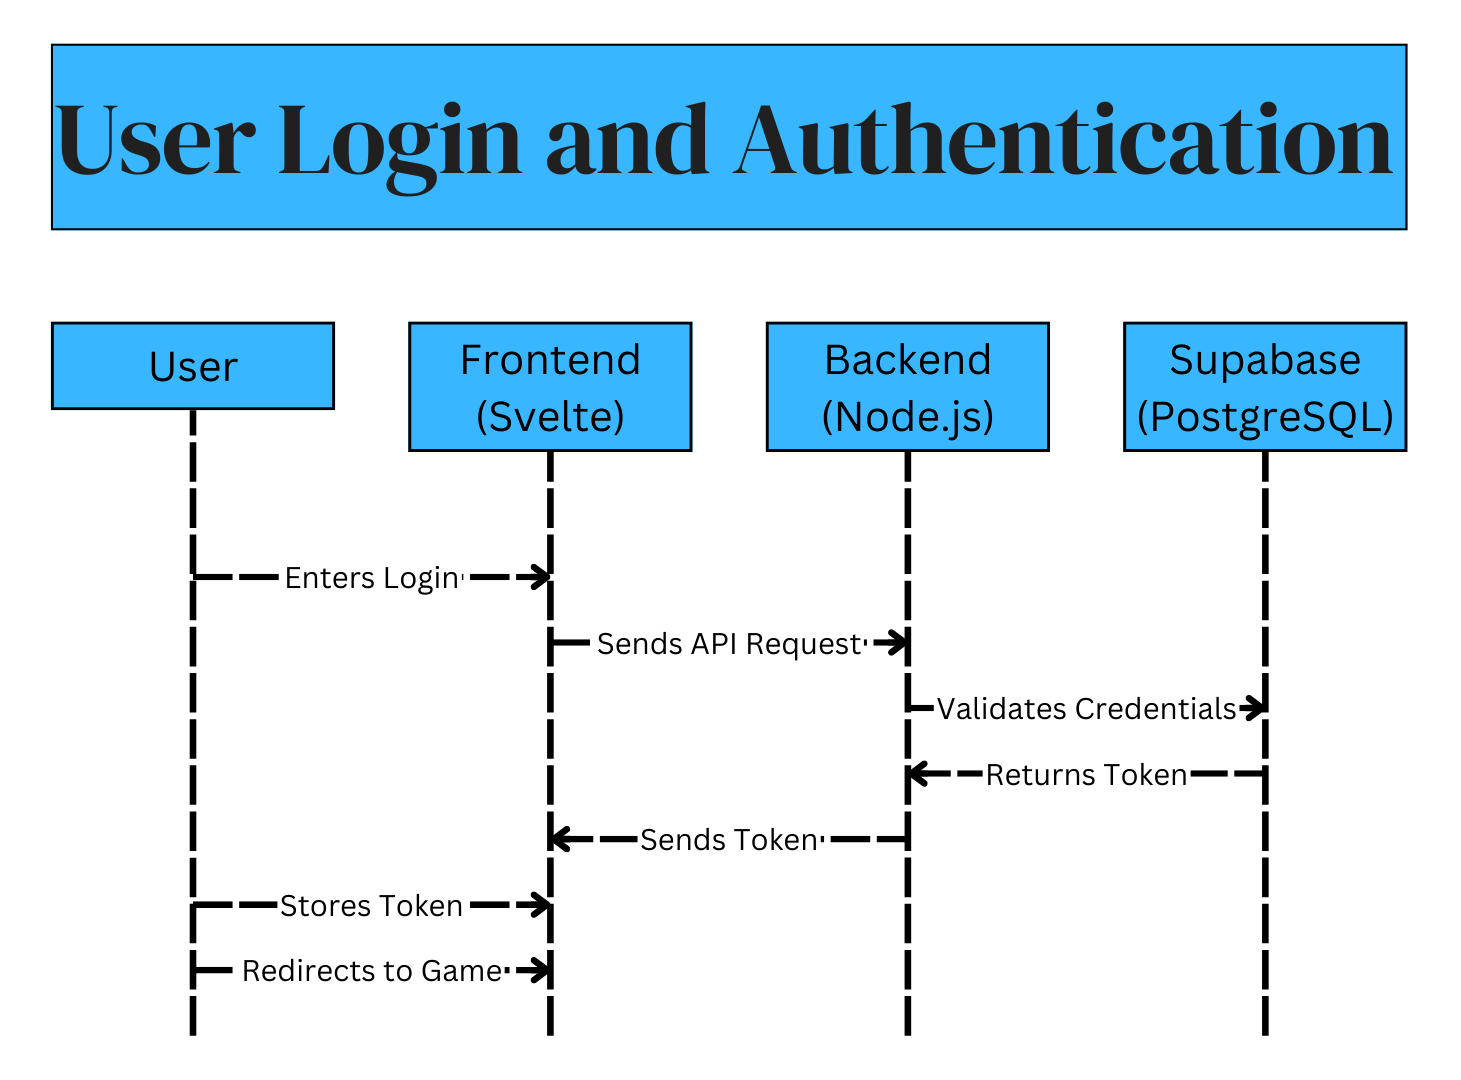 User Login and Authentication
User
Frontend
(Svelte)
Backend
(Node.js)
Supabase
(PostgreSQL)
Enters Login
Sends API Request
Validates Credentials
Returns Token
Sends Token
Stores Token
Redirects to Game